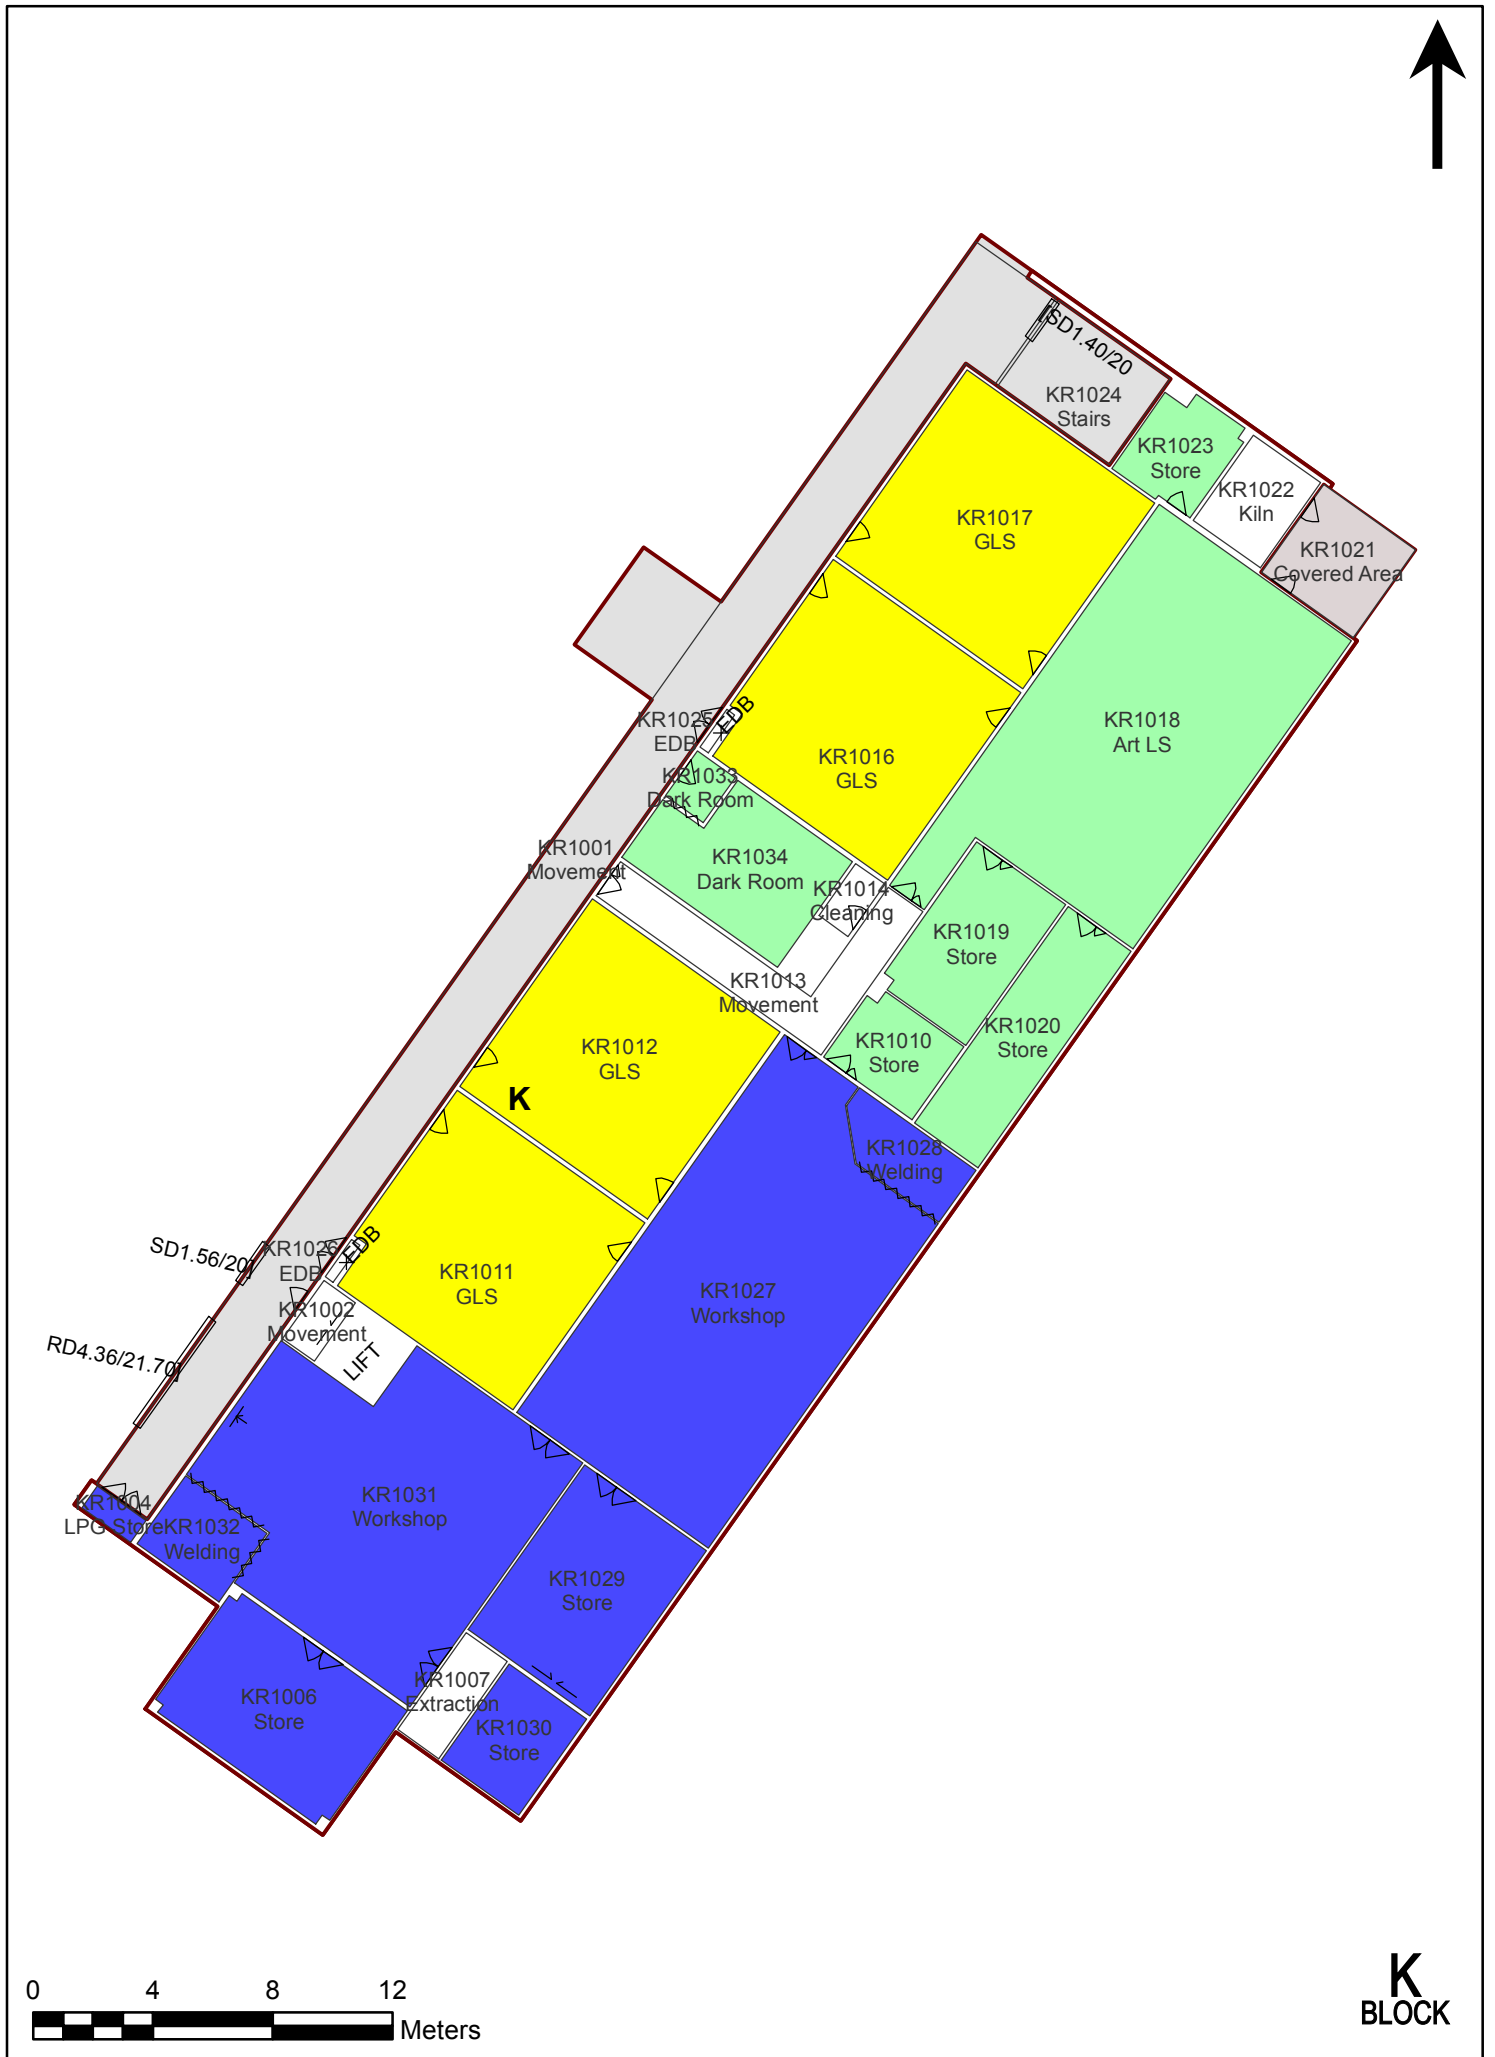 SD1.40/20
KR1024
Stairs
KR1023
Store
KR1022
Kiln
KR1021
Covered Area
KR1017
GLS
KR1018
Art LS
KR1025
EDB
EDB
KR1016
GLS
KR1033
Dark Room
KR1001
Movement
KR1034
Dark Room
KR1014
Cleaning
KR1019
Store
KR1013
Movement
KR1020
Store
KR1010
Store
KR1012
GLS
K
KR1028
Welding
SD1.56/20
KR1026
EDB
EDB
KR1011
GLS
KR1027
Workshop
KR1002
Movement
LIFT
RD4.36/21.70
KR1004
LPG Store
KR1032
Welding
KR1031
Workshop
KR1029
Store
KR1007
Extraction
KR1006
Store
KR1030
Store
0 4 8 12
Meters
K
BLOCK